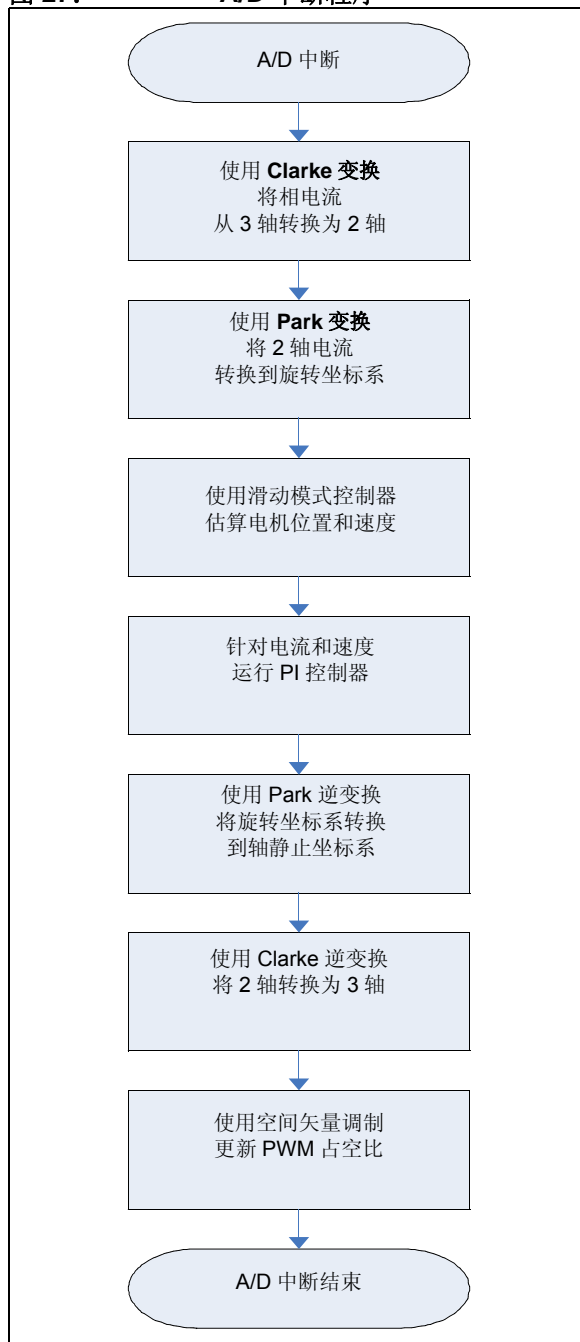 A/D 中断
使用 Clarke 变换
将相电流
从 3 轴转换为 2 轴
使用 Park 变换
将 2 轴电流
转换到旋转坐标系
使用滑动模式控制器
估算电机位置和速度
针对电流和速度
运行 PI 控制器
使用 Park 逆变换
将旋转坐标系转换
到轴静止坐标系
使用 Clarke 逆变换
将 2 轴转换为 3 轴
使用空间矢量调制
更新 PWM 占空比
A/D 中断结束